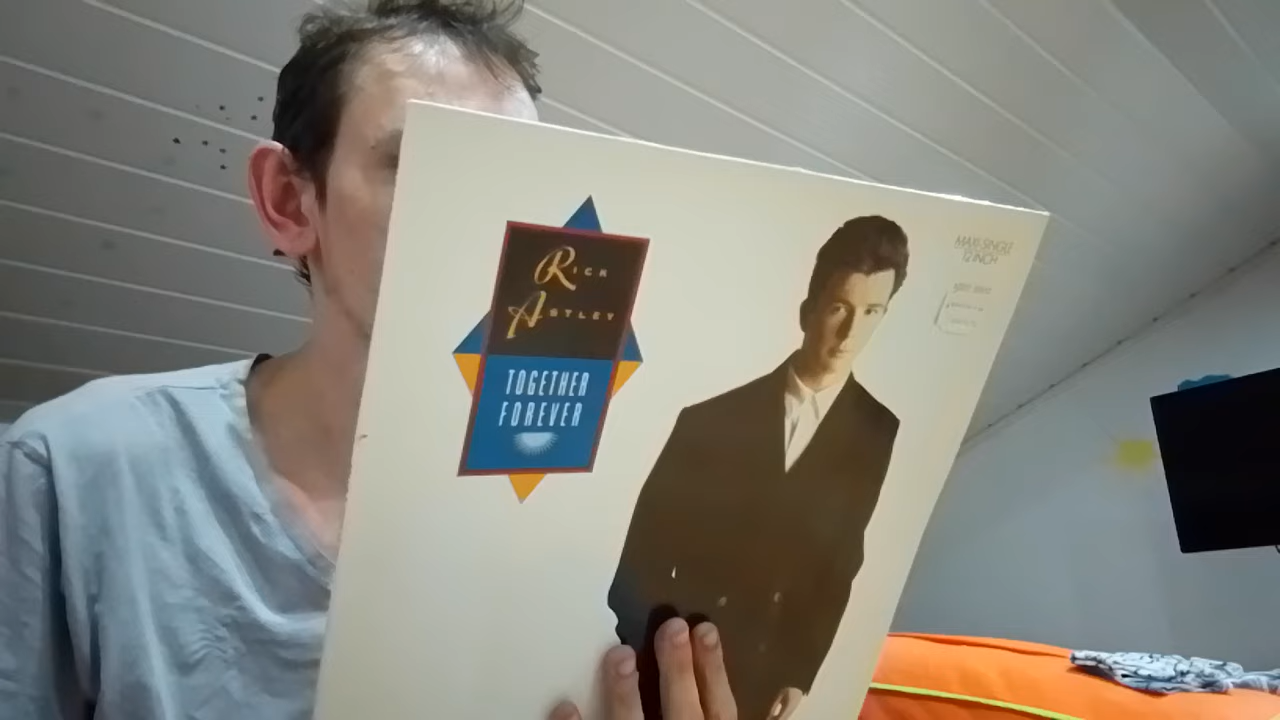 RICK
ASTLEY
TOGETHER
FOREVER
MAXI-SINGLE
12 INCH